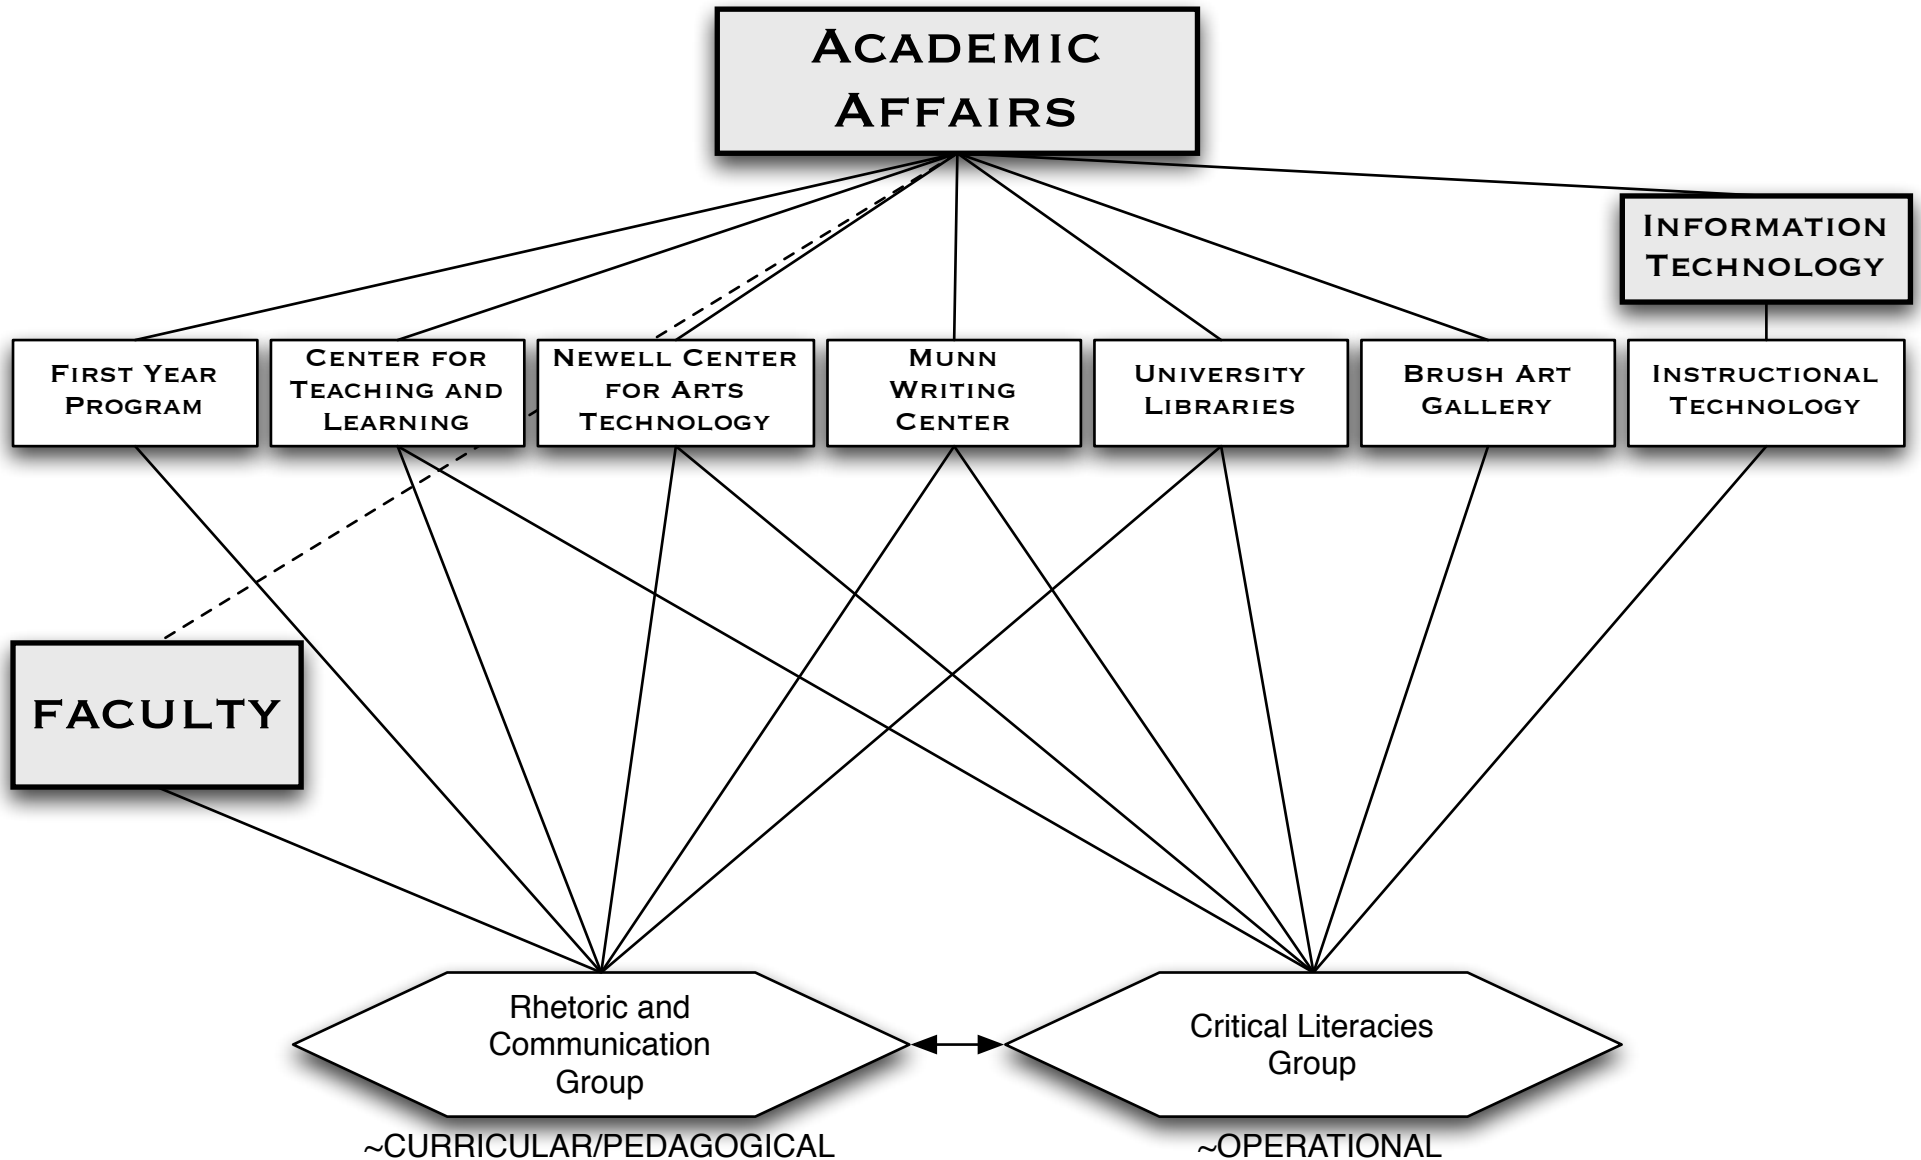 ACADEMIC
AFFAIRS
INFORMATION
TECHNOLOGY
FIRST YEAR
PROGRAM
CENTER FOR
TEACHING AND
LEARNING
NEWELL CENTER
FOR ARTS
TECHNOLOGY
MUNN
WRITING
CENTER
UNIVERSITY
LIBRARIES
BRUSH ART
GALLERY
INSTRUCTIONAL
TECHNOLOGY
FACULTY
Rhetoric and
Communication
Group
Critical Literacies
Group
~CURRICULAR/PEDAGOGICAL
~OPERATIONAL